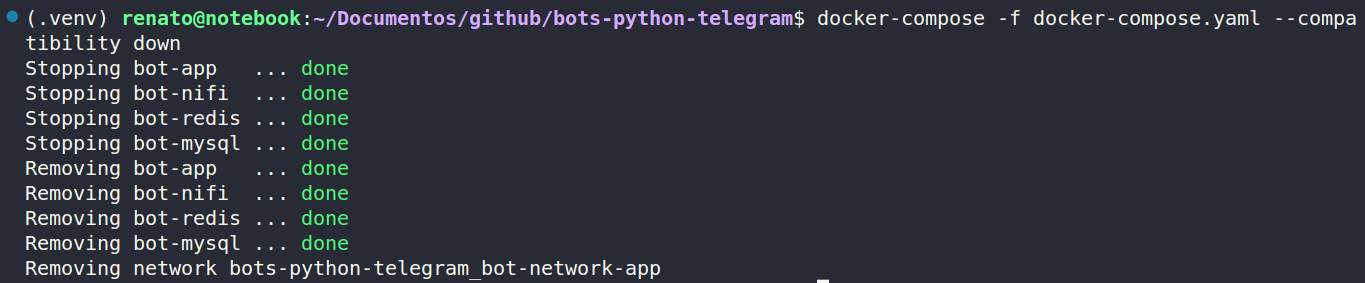 (.venv) renato@notebook:~/Documentos/github/bots-python-telegram$ docker-compose -f docker-compose.yaml --compa
tibility down
Stopping bot-app   ... done
Stopping bot-nifi  ... done
Stopping bot-redis ... done
Stopping bot-mysql ... done
Removing bot-app   ... done
Removing bot-nifi  ... done
Removing bot-redis ... done
Removing bot-mysql ... done
Removing network bots-python-telegram_bot-network-app